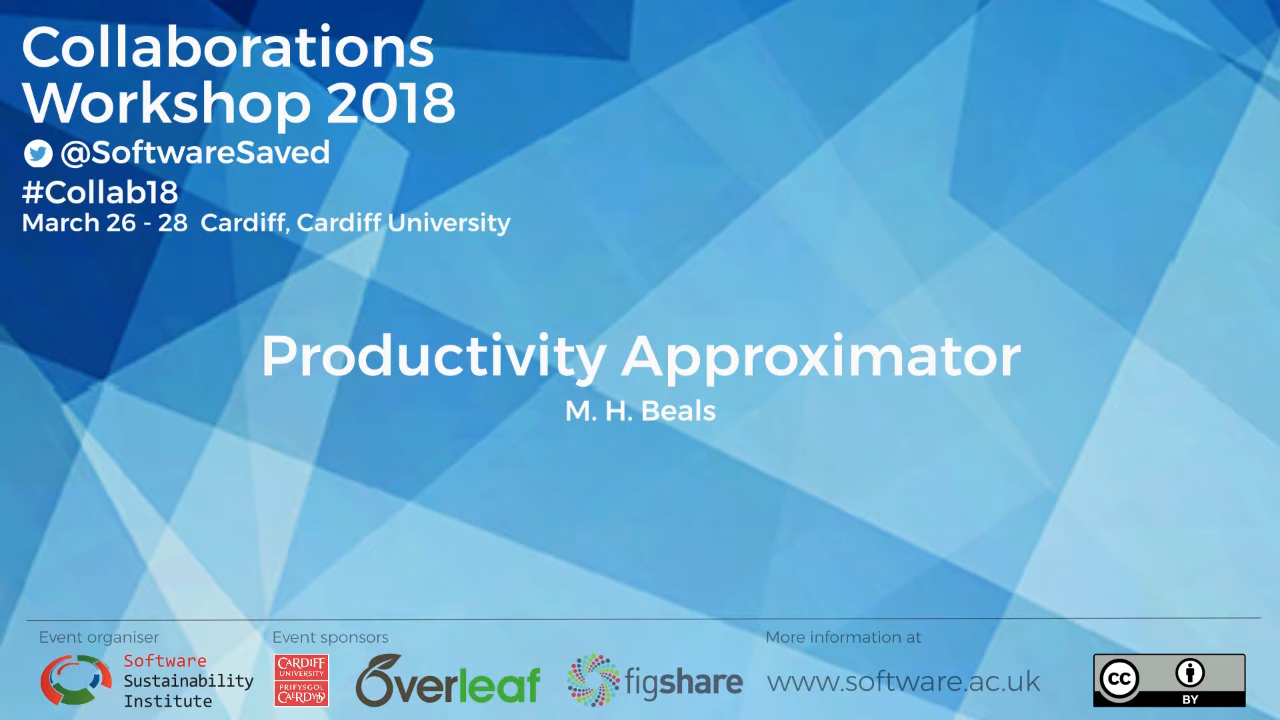 Collaborations
Workshop 2018
@SoftwareSaved
#Collab18
March 26 - 28 Cardiff, Cardiff University
Productivity Approximator
M. H. Beals
Event organiser
Software
Sustainability
Institute
Event sponsors
CARDIFF
UNIVERSITY
PRIFYSGOL
CAERDYDD
Overleaf
figshare
More information at
www.software.ac.uk
cc
BY